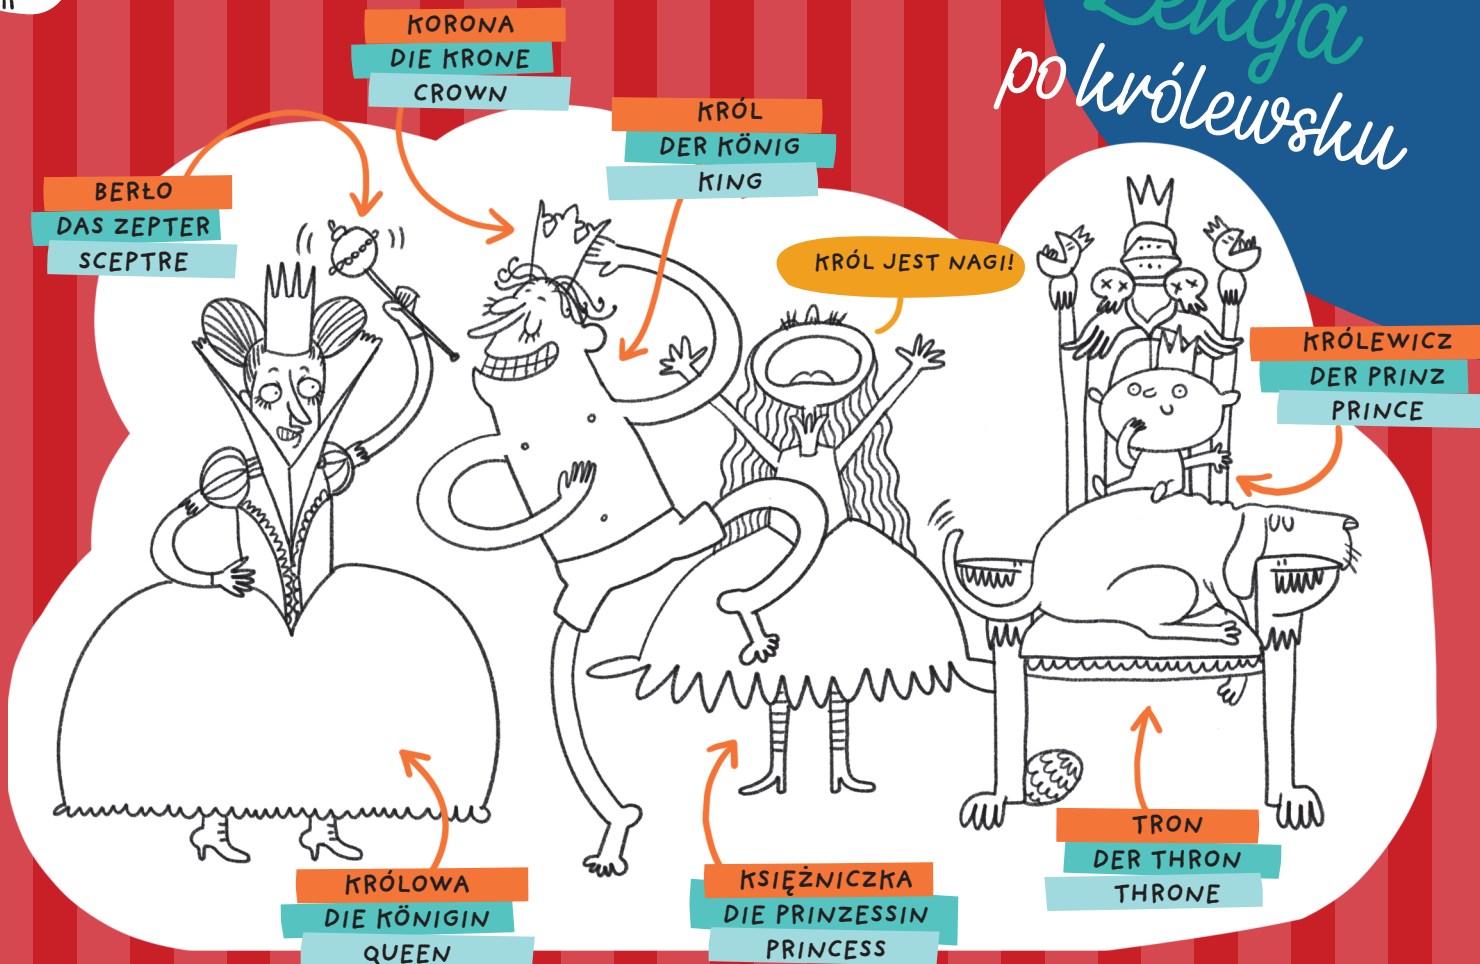 Lekcja
po królewsku
KORONA
DIE KRONE
CROWN
KRÓL
DER KÖNIG
KING
BERŁO
DAS ZEPTER
SCEPTRE
KRÓL JEST NAGI!
KRÓLEWICZ
DER PRINZ
PRINCE
TRON
DER THRON
THRONE
KSIĘŻNICZKA
DIE PRINZESSIN
PRINCESS
KRÓLOWA
DIE KÖNIGIN
QUEEN